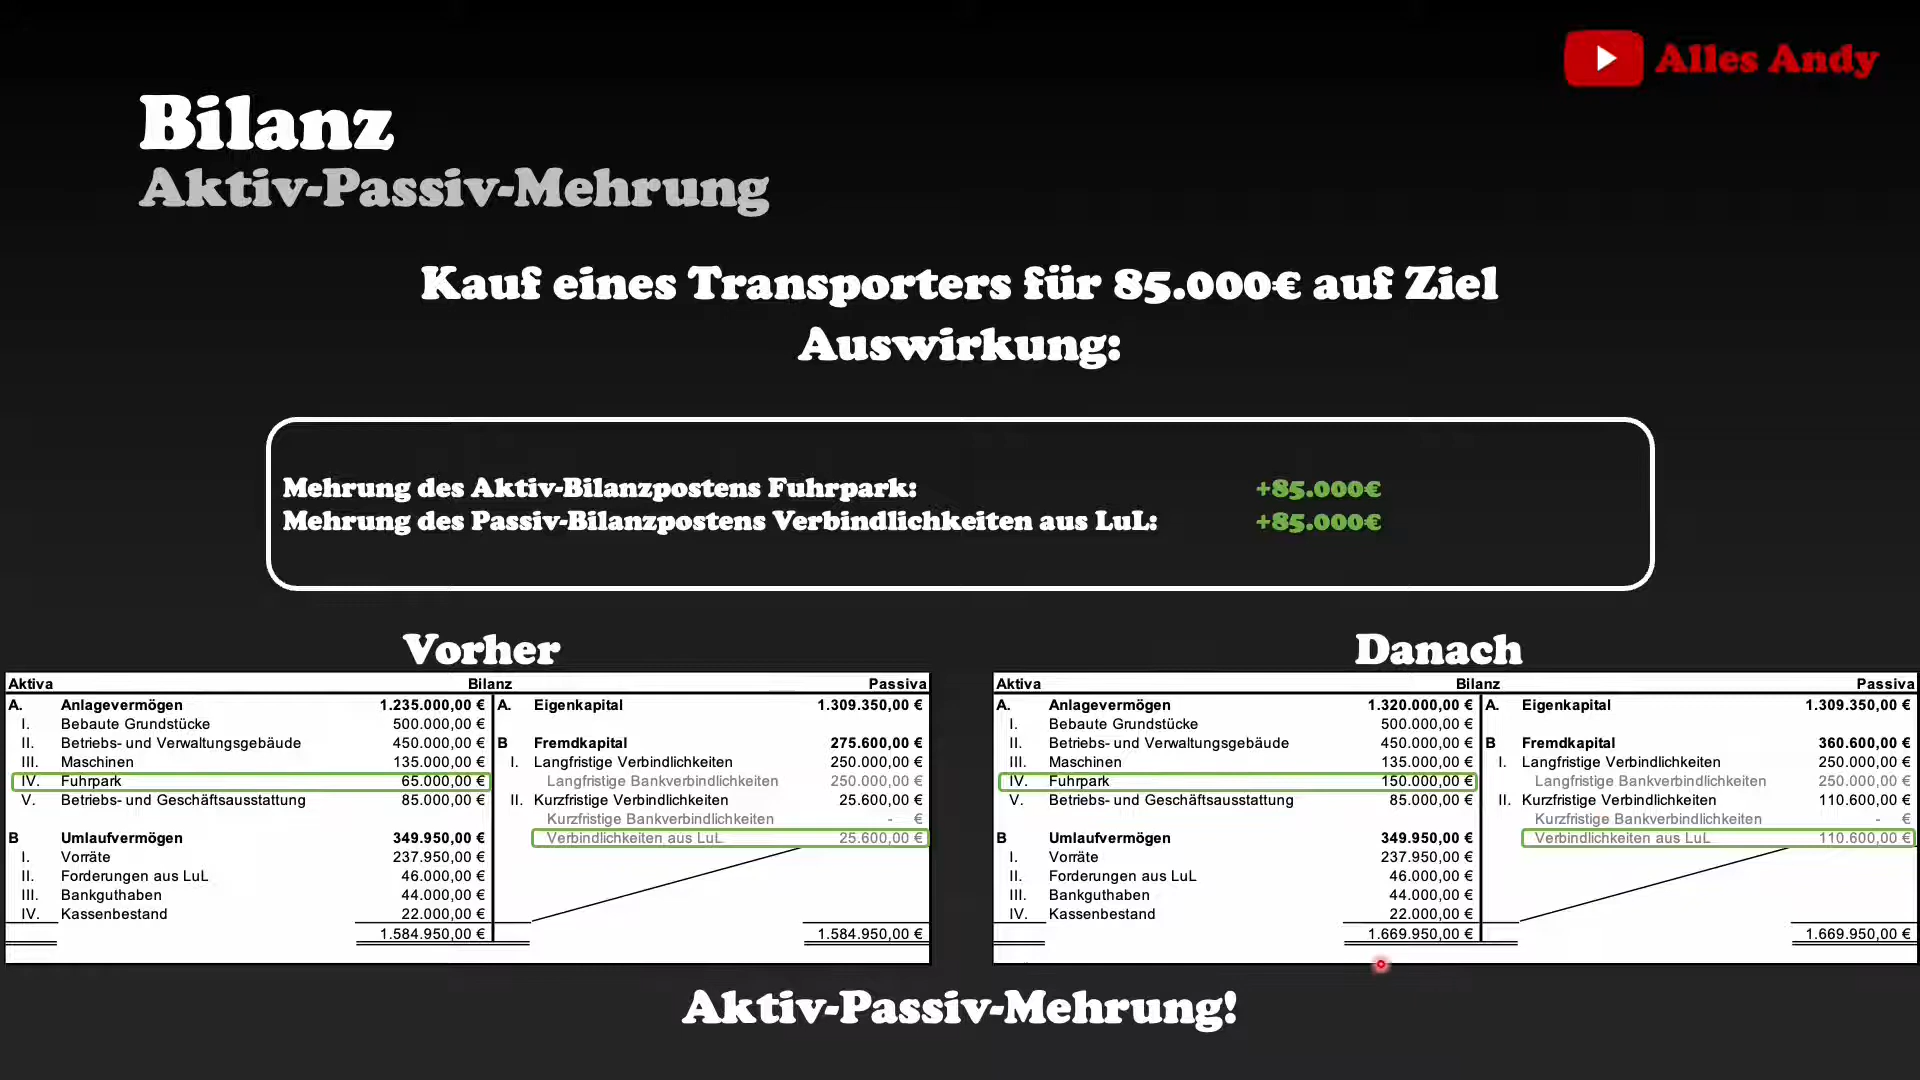 Alles Andy
Bilanz
Aktiv-Passiv-Mehrung
Kauf eines Transporters für 85.000€ auf Ziel
Auswirkung:
Mehrung des Aktiv-Bilanzpostens Fuhrpark: +85.000€
Mehrung des Passiv-Bilanzpostens Verbindlichkeiten aus LuL: +85.000€
Vorher
Aktiva Bilanz Passiva
A. Anlagevermögen 1.235.000,00 € A. Eigenkapital 1.309.350,00 €
I. Bebaute Grundstücke 500.000,00 €
II. Betriebs- und Verwaltungsgebäude 450.000,00 € B Fremdkapital 275.600,00 €
III. Maschinen 135.000,00 € I. Langfristige Verbindlichkeiten 250.000,00 €
IV. Fuhrpark 65.000,00 € Langfristige Bankverbindlichkeiten 250.000,00 €
V. Betriebs- und Geschäftsausstattung 85.000,00 € II. Kurzfristige Verbindlichkeiten 25.600,00 €
Kurzfristige Bankverbindlichkeiten - €
B Umlaufvermögen 349.950,00 € Verbindlichkeiten aus LuL 25.600,00 €
I. Vorräte 237.950,00 €
II. Forderungen aus LuL 46.000,00 €
III. Bankguthaben 44.000,00 €
IV. Kassenbestand 22.000,00 €
1.584.950,00 € 1.584.950,00 €
Danach
Aktiva Bilanz Passiva
A. Anlagevermögen 1.320.000,00 € A. Eigenkapital 1.309.350,00 €
I. Bebaute Grundstücke 500.000,00 €
II. Betriebs- und Verwaltungsgebäude 450.000,00 € B Fremdkapital 360.600,00 €
III. Maschinen 135.000,00 € I. Langfristige Verbindlichkeiten 250.000,00 €
IV. Fuhrpark 150.000,00 € Langfristige Bankverbindlichkeiten 250.000,00 €
V. Betriebs- und Geschäftsausstattung 85.000,00 € II. Kurzfristige Verbindlichkeiten 110.600,00 €
Kurzfristige Bankverbindlichkeiten - €
B Umlaufvermögen 349.950,00 € Verbindlichkeiten aus LuL 110.600,00 €
I. Vorräte 237.950,00 €
II. Forderungen aus LuL 46.000,00 €
III. Bankguthaben 44.000,00 €
IV. Kassenbestand 22.000,00 €
1.669.950,00 € 1.669.950,00 €
Aktiv-Passiv-Mehrung!